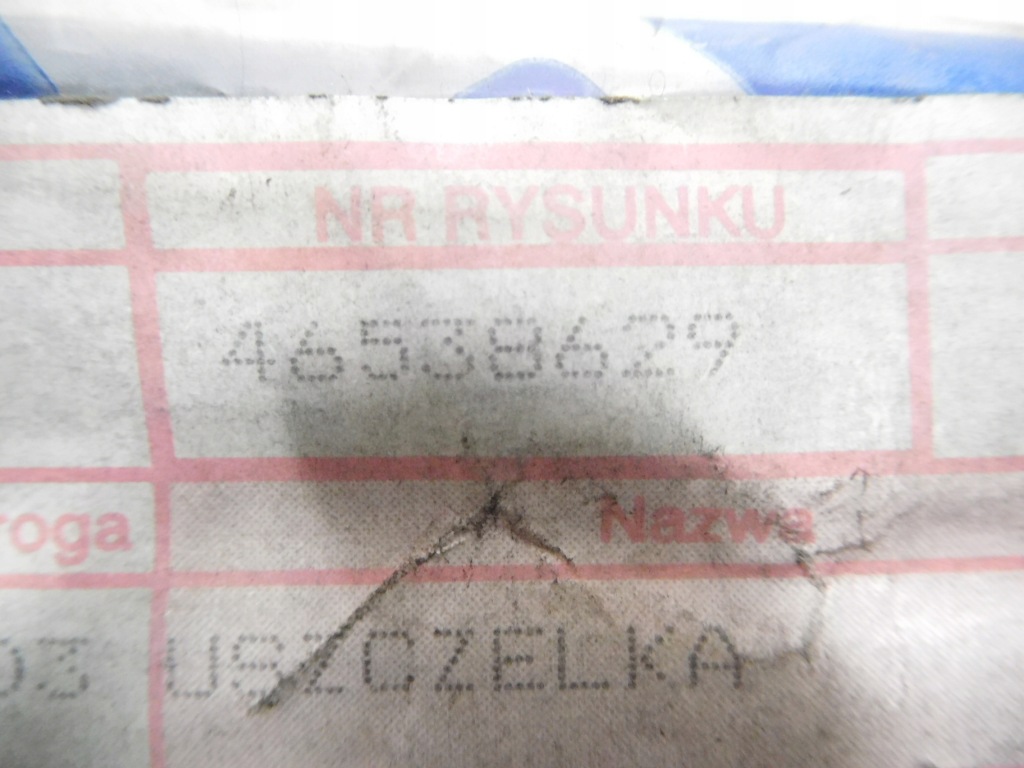 NR RYSUNKU
46538629
roga Nazwa
03 USZCZELKA